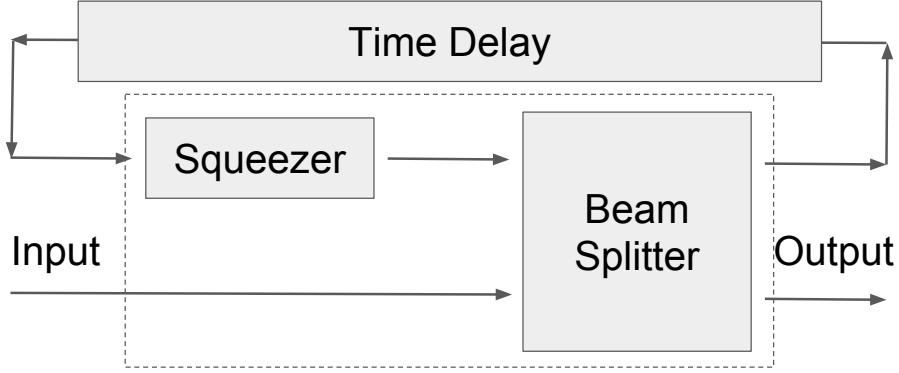 Time Delay
Squeezer
Beam
Splitter
Input
Output